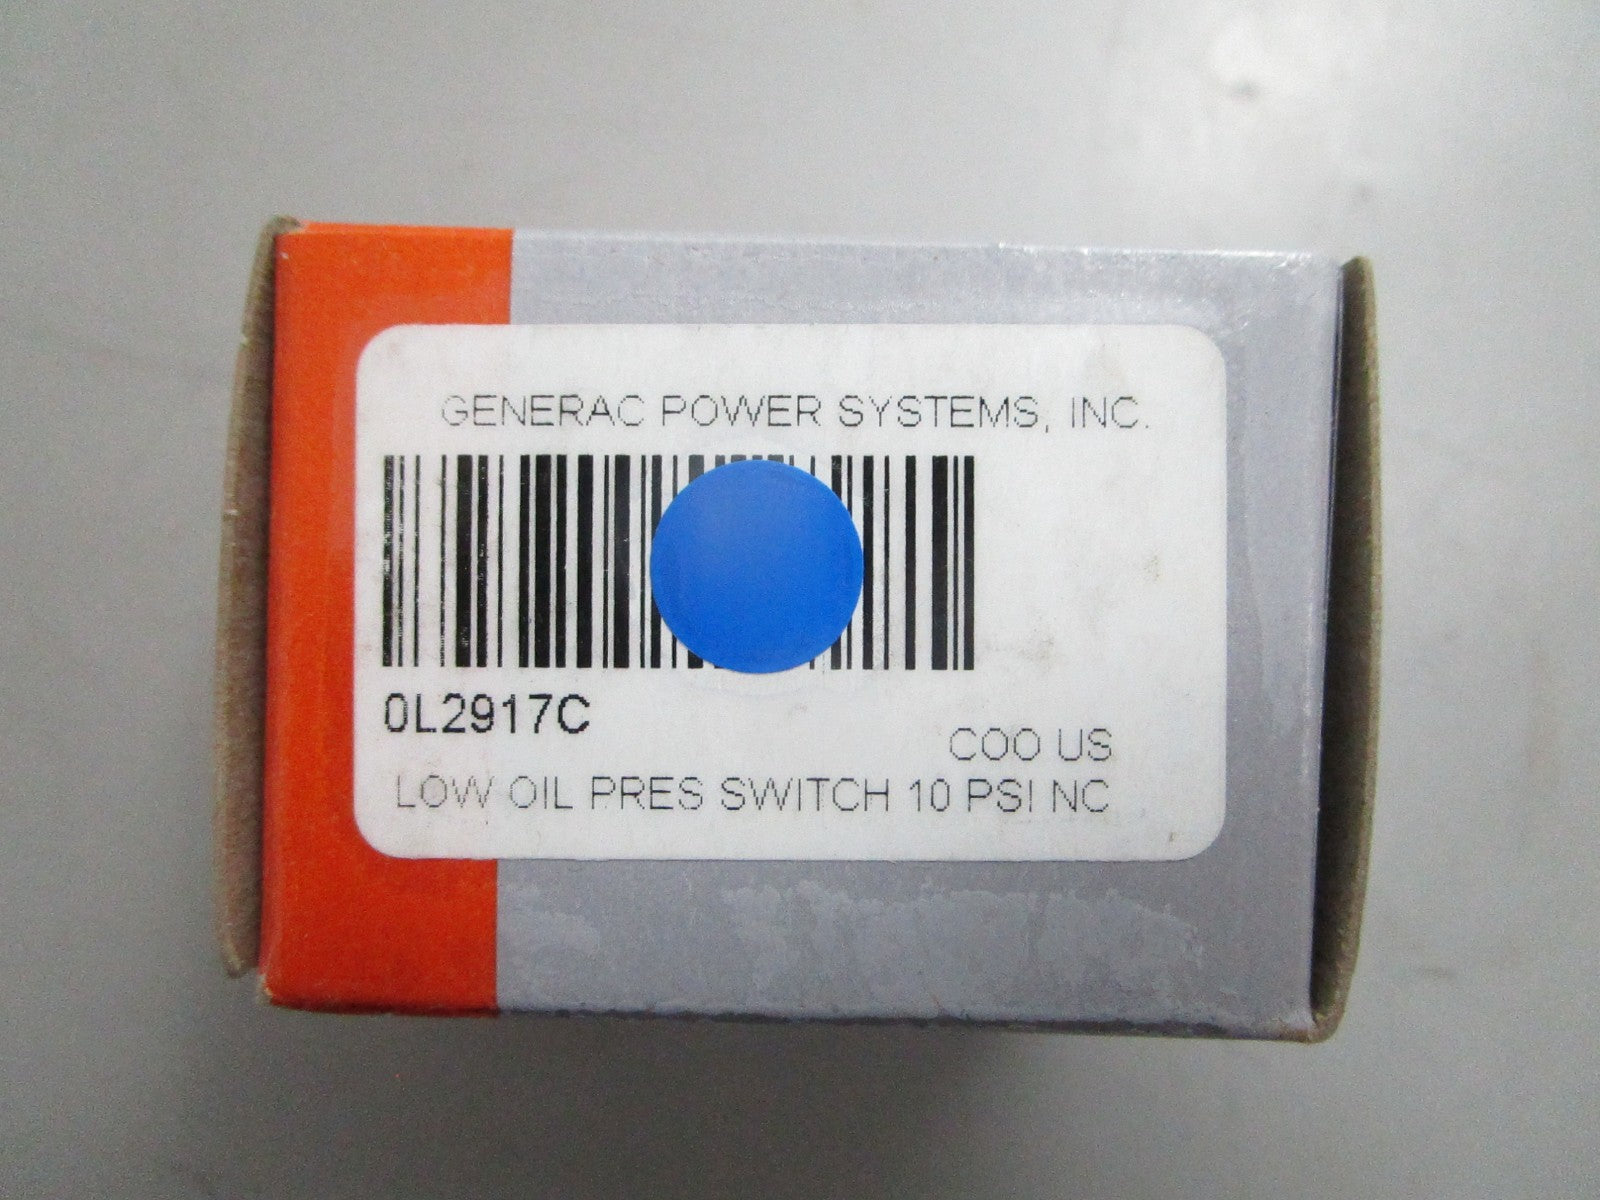 GENERAC POWER SYSTEMS, INC.
0L2917C
COO US
LOW OIL PRES SWITCH 10 PSI NC